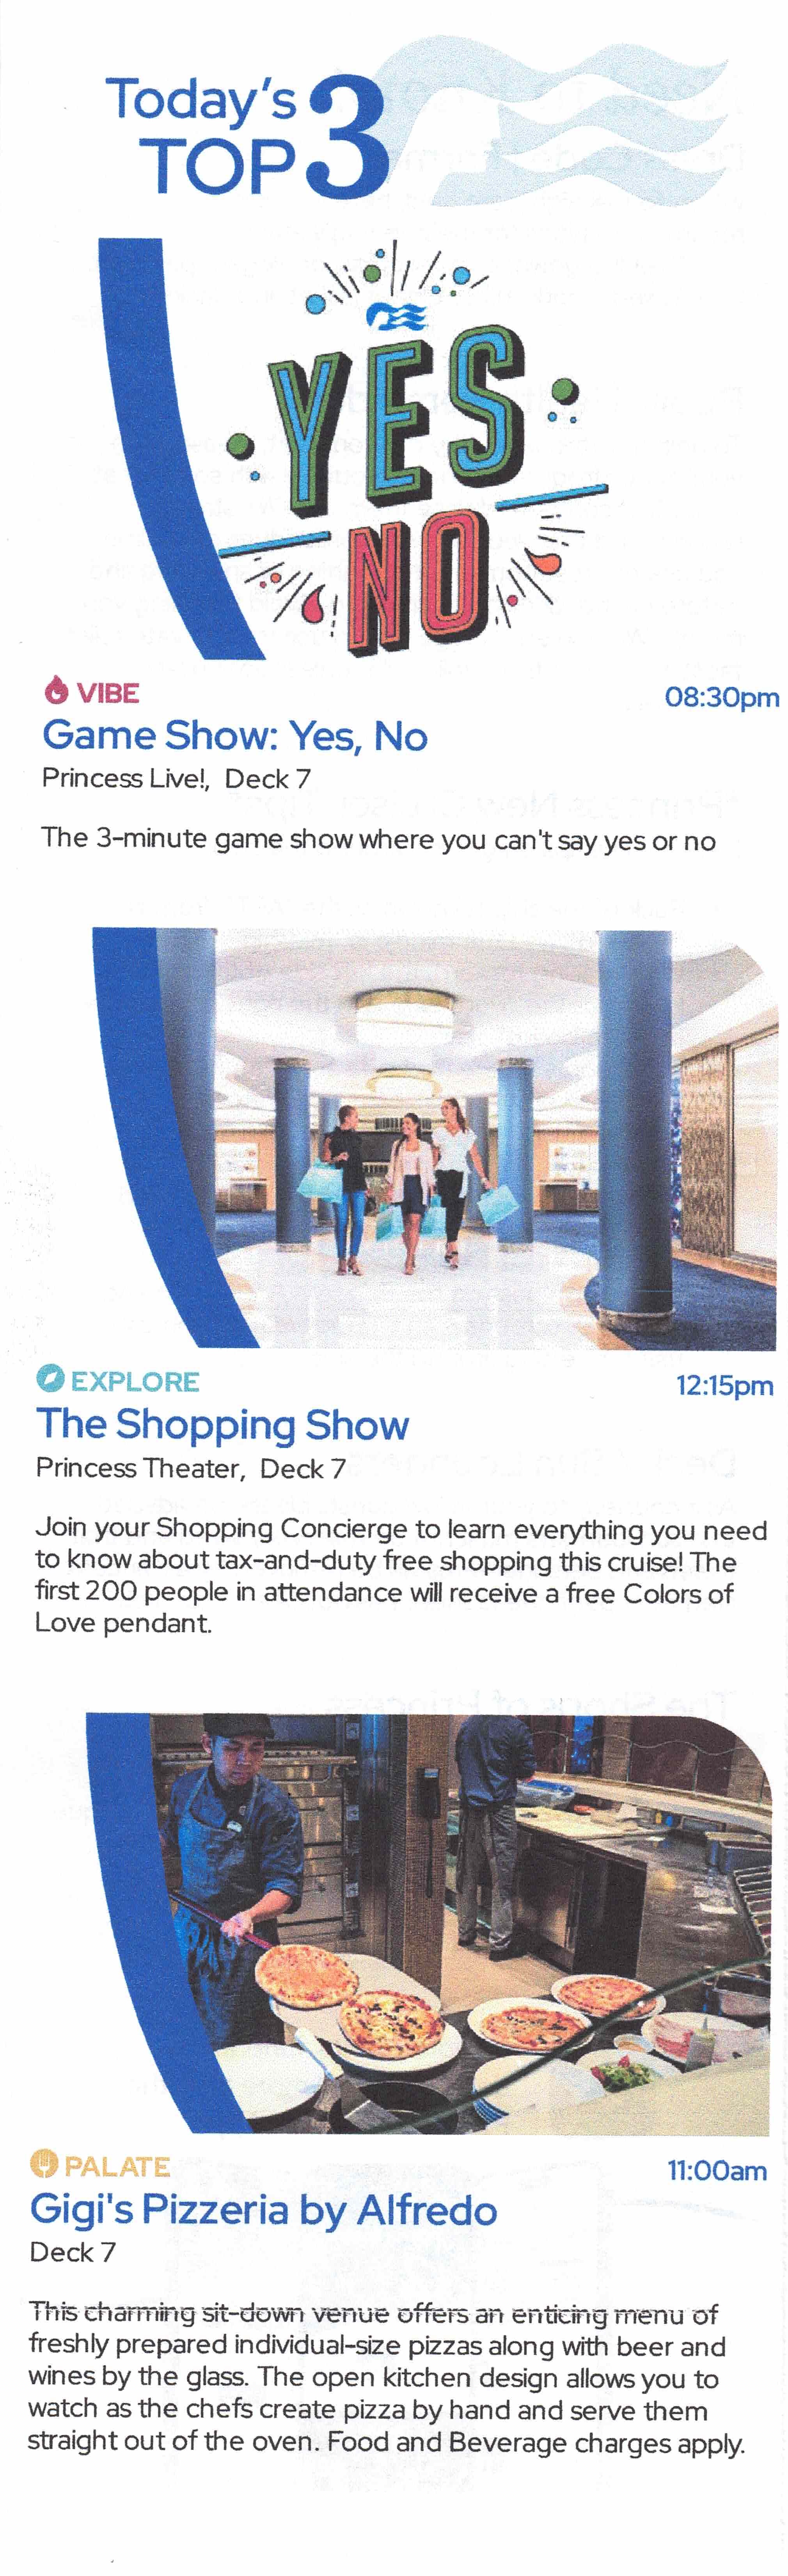 Today's
TOP 3
YES
NO
VIBE
08:30pm
Game Show: Yes, No
Princess Live!, Deck 7
The 3-minute game show where you can't say yes or no
EXPLORE
12:15pm
The Shopping Show
Princess Theater, Deck 7
Join your Shopping Concierge to learn everything you need
to know about tax-and-duty free shopping this cruise! The
first 200 people in attendance will receive a free Colors of
Love pendant.
PALATE
11:00am
Gigi's Pizzeria by Alfredo
Deck 7
This charming sit-down venue offers an enticing menu of
freshly prepared individual-size pizzas along with beer and
wines by the glass. The open kitchen design allows you to
watch as the chefs create pizza by hand and serve them
straight out of the oven. Food and Beverage charges apply.